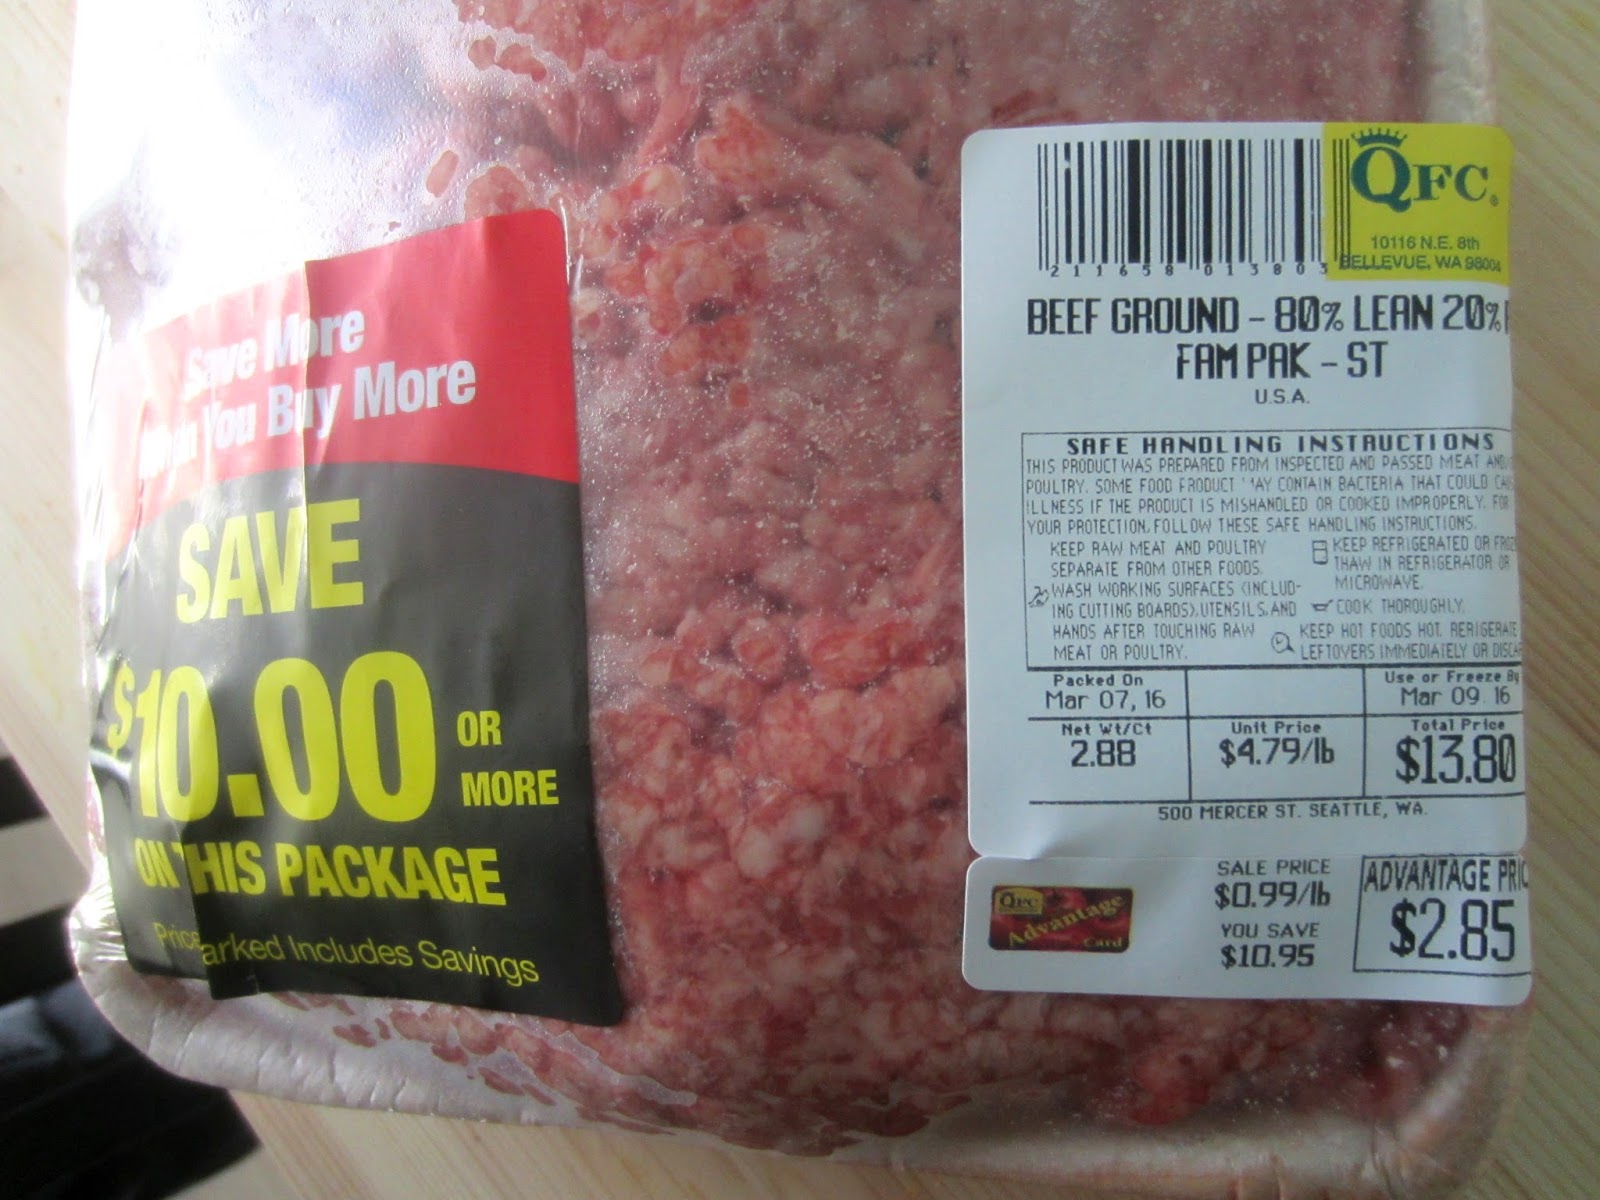 Save More
You Buy More
SAVE
$10.00 OR MORE
ON THIS PACKAGE
Includes Savings
QFC®
10116 N.E. 8th
BELLEVUE, WA 98004
2 11658 01380 3
BEEF GROUND - 80% LEAN 20%
FAM PAK - ST
U.S.A.
SAFE HANDLING INSTRUCTIONS
THIS PRODUCT WAS PREPARED FROM INSPECTED AND PASSED MEAT AND
POULTRY. SOME FOOD PRODUCT MAY CONTAIN BACTERIA THAT COULD
ILLNESS IF THE PRODUCT IS MISHANDLED OR COOKED IMPROPERLY. FOR
YOUR PROTECTION, FOLLOW THESE SAFE HANDLING INSTRUCTIONS.
KEEP RAW MEAT AND POULTRY
SEPARATE FROM OTHER FOODS.
WASH WORKING SURFACES (INCLUD-
ING CUTTING BOARDS), UTENSILS, AND
HANDS AFTER TOUCHING RAW
MEAT OR POULTRY.
KEEP REFRIGERATED OR
THAW IN REFRIGERATOR OR
MICROWAVE.
COOK THOROUGHLY.
KEEP HOT FOODS HOT. RERIGERATE
LEFTOVERS IMMEDIATELY OR
Packed On
Mar 07, 16
Use or Freeze By
Mar 09 16
Net Wt/Ct
2.88
Unit Price
$4.79/lb
Total Price
$13.80
500 MERCER ST. SEATTLE, WA.
QFC
Advantage
Card
SALE PRICE
$0.99/lb
YOU SAVE
$10.95
ADVANTAGE
$2.85